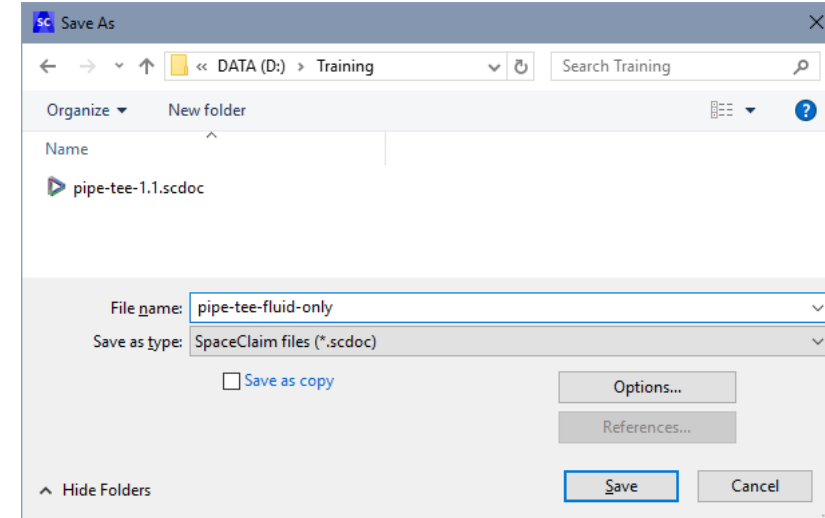 SC Save As
« DATA (D:) > Training Search Training
Organize New folder ?
Name
pipe-tee-1.1.scdoc
File name: pipe-tee-fluid-only
Save as type: SpaceClaim files (*.scdoc)
Save as copy Options...
References...
Hide Folders Save Cancel